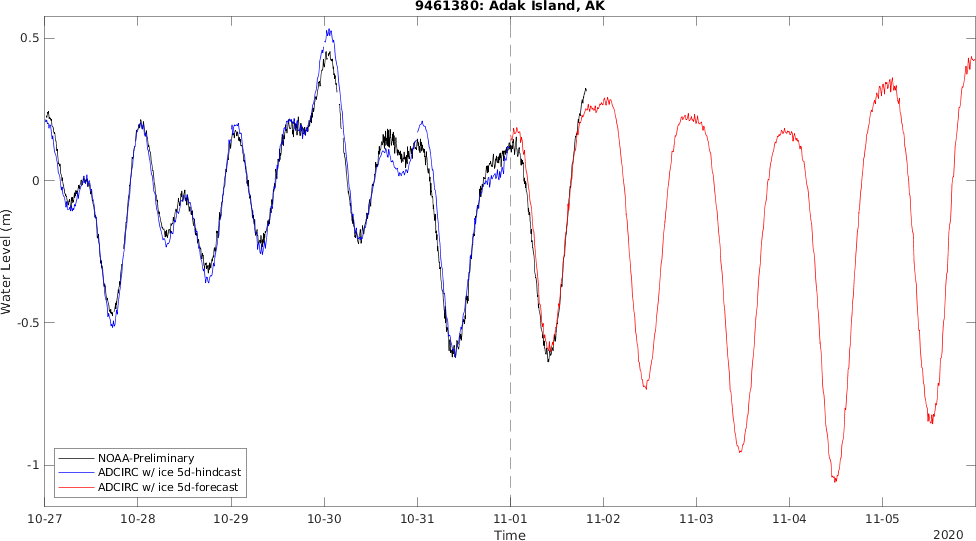 9461380: Adak Island, AK
0.5
0
-0.5
-1
Water Level (m)
NOAA-Preliminary
ADCIRC w/ ice 5d-hindcast
ADCIRC w/ ice 5d-forecast
10-27 10-28 10-29 10-30 10-31 11-01 11-02 11-03 11-04 11-05
Time
2020